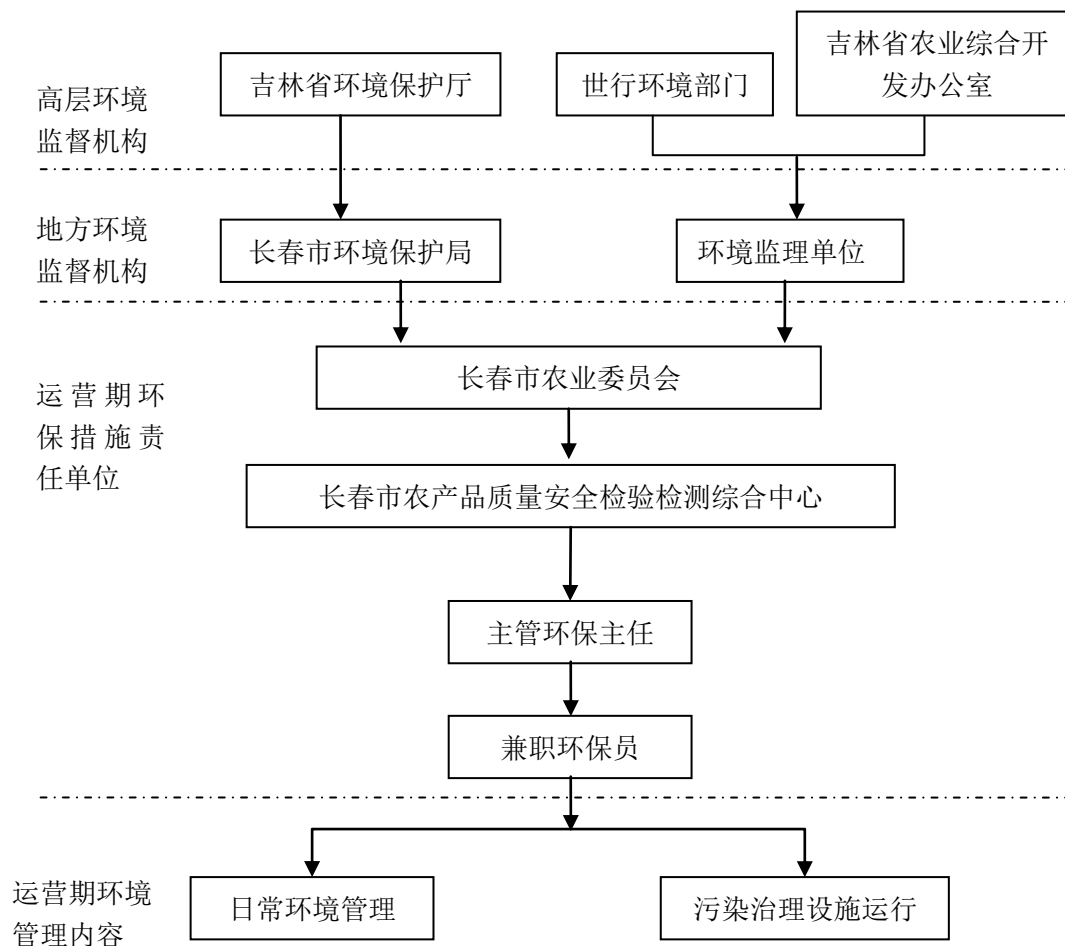 高层环境
监督机构
吉林省环境保护厅
世行环境部门
吉林省农业综合开
发办公室
地方环境
监督机构
长春市环境保护局
环境监理单位
运营期环
保措施责
任单位
长春市农业委员会
长春市农产品质量安全检验检测综合中心
主管环保主任
兼职环保员
运营期环境
管理内容
日常环境管理
污染治理设施运行